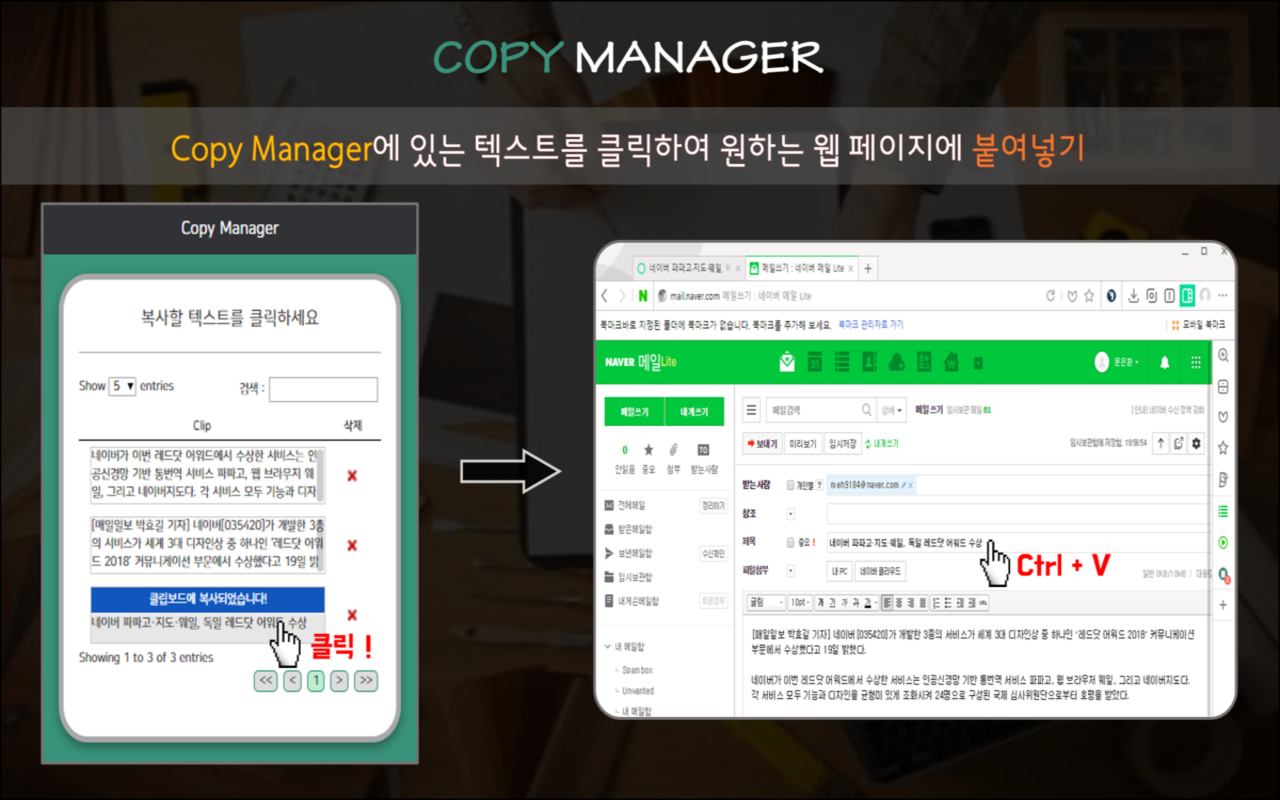 COPY MANAGER
Copy Manager에 있는 텍스트를 클릭하여 원하는 웹 페이지에 붙여넣기
Copy Manager
복사할 텍스트를 클릭하세요
Show 5 ▼ entries
검색 :
Clip 삭제
네이버가 이번 레드닷 어워드에서 수상한 서비스는 인
공신경망 기반 통번역 서비스 파파고, 웹 브라우저 웨
일, 그리고 네이버지도다. 각 서비스 모두 기능과 디자
[매일일보 박효길 기자] 네이버[035420]가 개발한 3종
의 서비스가 세계 3대 디자인상 중 하나인 '레드닷 어워
드 2018' 커뮤니케이션 부문에서 수상했다고 19일 밝
클립보드에 복사되었습니다!
네이버 파파고·지도·웨일, 독일 레드닷 어워드 수상
클릭 !
Showing 1 to 3 of 3 entries
<< < 1 > >>
네이버 파파고·지도·웨일,
메일쓰기 : 네이버 메일 Lite
mail.naver.com 메일쓰기 : 네이버 메일 Lite
북마크바로 지정된 폴더에 북마크가 없습니다. 북마크를 추가해 보세요. 북마크 관리자로 가기
모바일 북마크
NAVER 메일Lite
31
문은환
메일쓰기 내게쓰기
메일검색 상세
메일쓰기 임시보관 메일 81
[안내] 네이버 수신 정책 강화
보내기 미리보기 임시저장 내게쓰기
임시보관함에 저장됨. 18:56:54
0 TO
안읽음 중요 첨부 받는사람
전체메일 정리하기
받은메일함
보낸메일함 수신확인
임시보관함
내게쓴메일함
내 메일함
Spam box
Unwanted
내 메일함
받는사람 개인별 ? meh9184@naver.com
참조
제목 중요 ! 네이버 파파고·지도·웨일, 독일 레드닷 어워드 수상
Ctrl + V
파일첨부 내 PC 네이버 클라우드
일반 0KB/10MB
굴림 10pt 가 가 가 가 가 URL
[매일일보 박효길 기자] 네이버[035420]가 개발한 3종의 서비스가 세계 3대 디자인상 중 하나인 '레드닷 어워드 2018' 커뮤니케이션
부문에서 수상했다고 19일 밝혔다.
네이버가 이번 레드닷 어워드에서 수상한 서비스는 인공신경망 기반 통번역 서비스 파파고, 웹 브라우저 웨일, 그리고 네이버지도다.
각 서비스 모두 기능과 디자인을 균형미 있게 조화시켜 24명으로 구성된 국제 심사위원단으로부터 호평을 받았다.